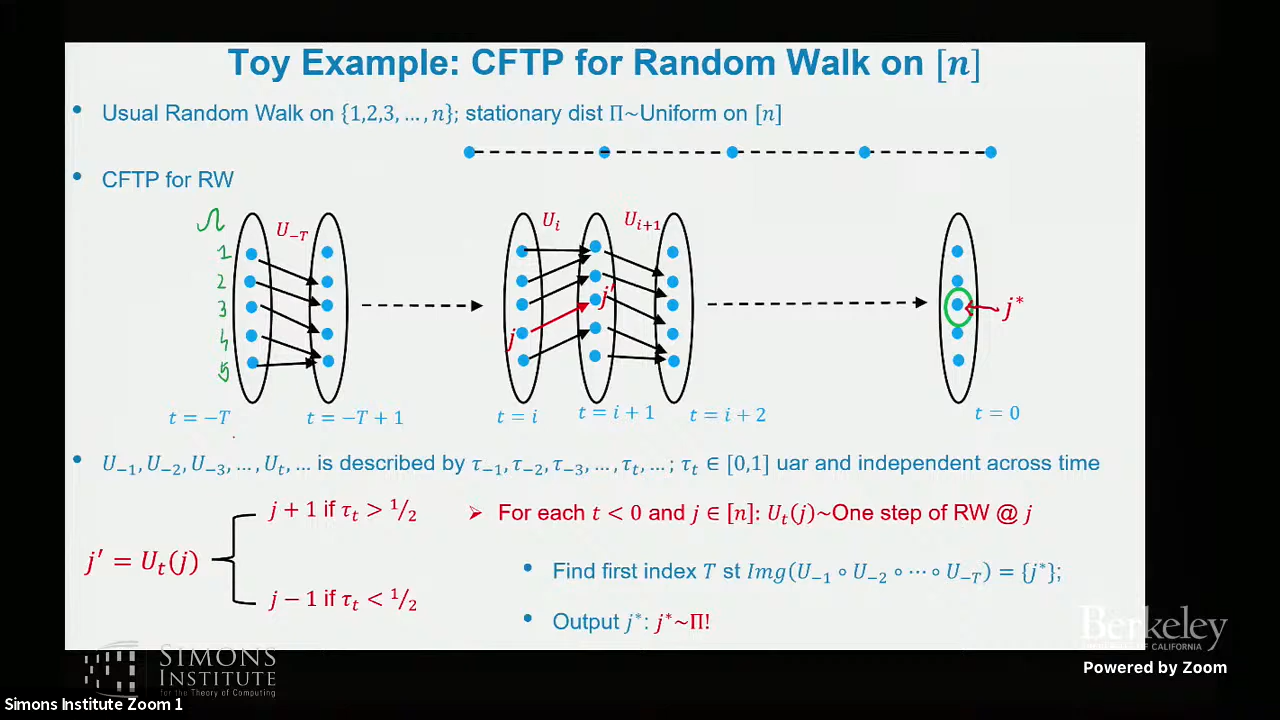 Toy Example: CFTP for Random Walk on [n]
• Usual Random Walk on {1,2,3, … , n}; stationary dist Π~Uniform on [n]
• CFTP for RW
Ω
U₋T
Uᵢ
Uᵢ₊₁
1
2
3
4
5
j
j′
j*
t = −T
t = −T + 1
t = i
t = i + 1
t = i + 2
t = 0
• U₋₁, U₋₂, U₋₃, … , Uₜ, … is described by τ₋₁, τ₋₂, τ₋₃, … , τₜ, … ; τₜ ∈ [0,1] uar and independent across time
j + 1 if τₜ > 1/2
j′ = Uₜ(j)
j − 1 if τₜ < 1/2
➢ For each t < 0 and j ∈ [n]: Uₜ(j)~One step of RW @ j
• Find first index T st Img(U₋₁ ∘ U₋₂ ∘ ⋯ ∘ U₋T) = {j*};
• Output j*: j*~Π!
Berkeley
UNIVERSITY OF CALIFORNIA
Powered by Zoom
SIMONS
INSTITUTE
for the Theory of Computing
Simons Institute Zoom 1